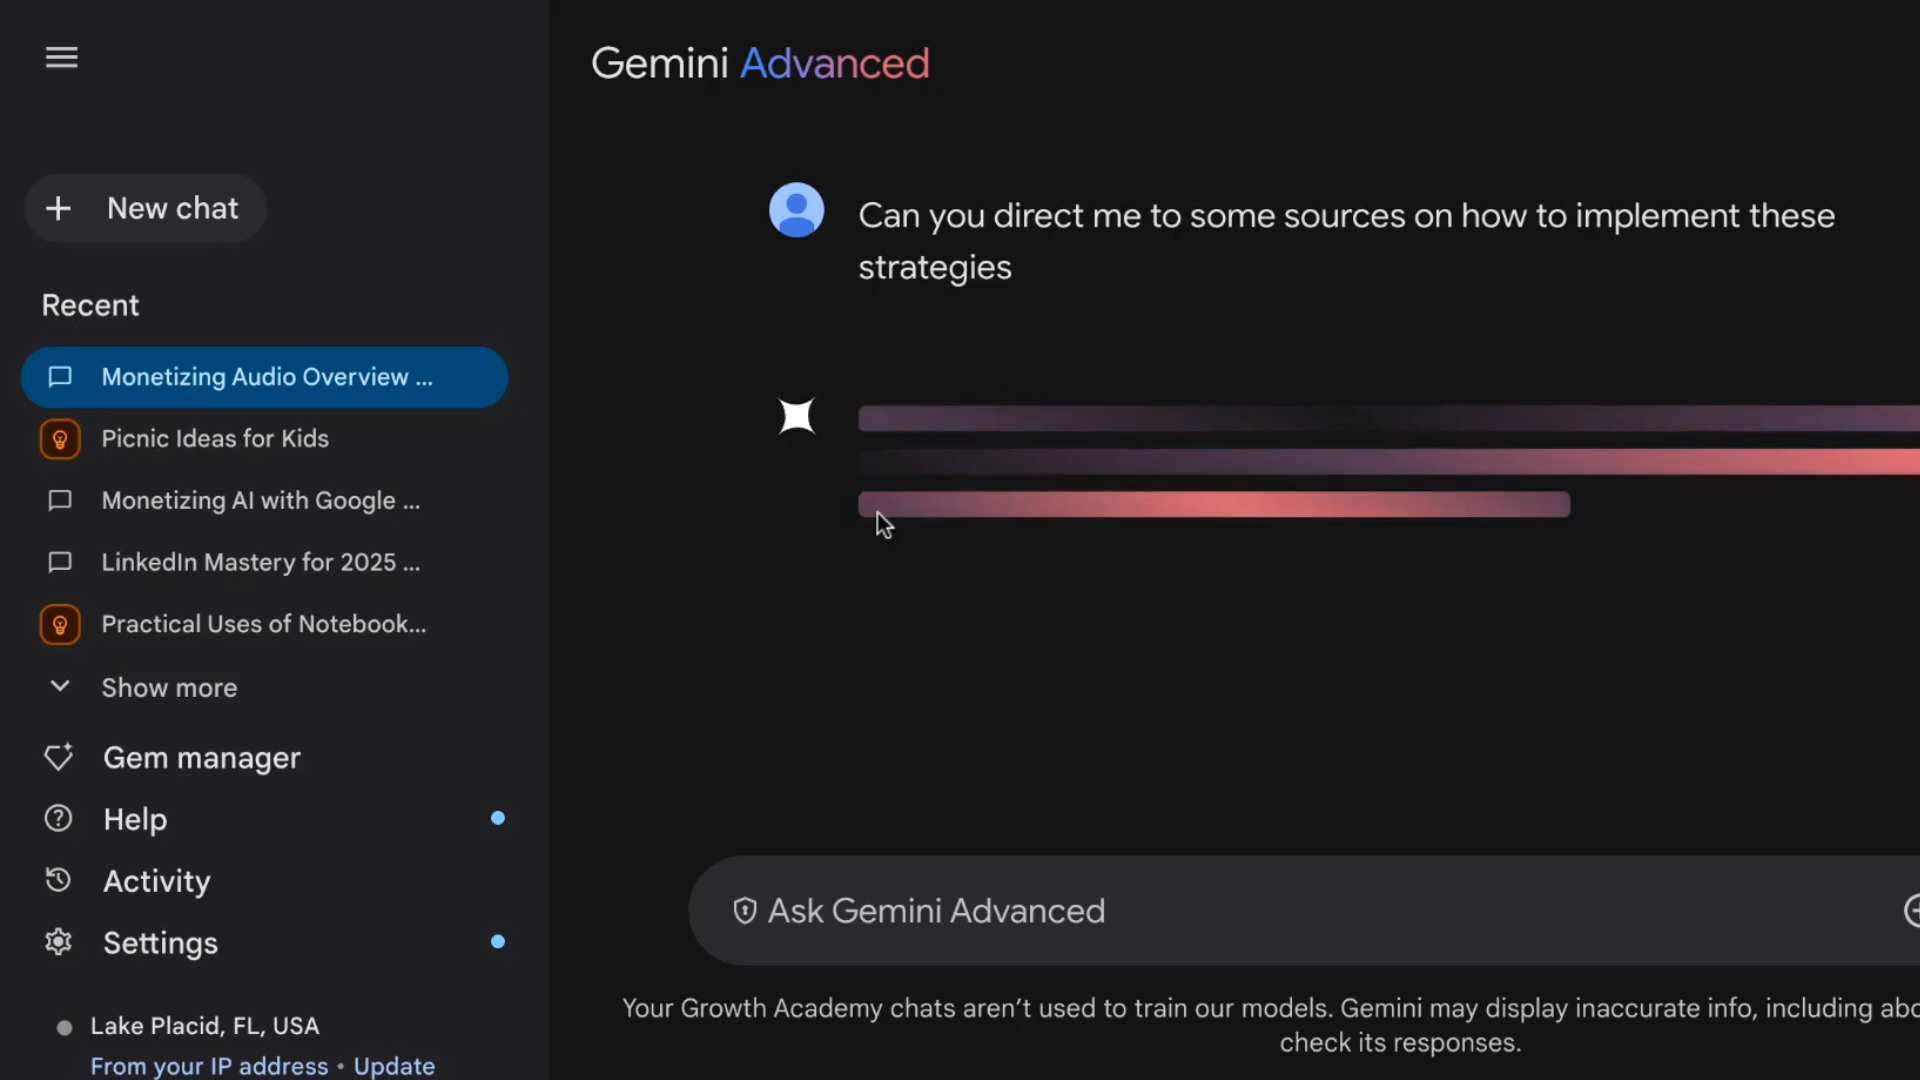 Gemini Advanced
New chat
Recent
Monetizing Audio Overview ...
Picnic Ideas for Kids
Monetizing AI with Google ...
LinkedIn Mastery for 2025 ...
Practical Uses of Notebook...
Show more
Gem manager
Help
Activity
Settings
Lake Placid, FL, USA
From your IP address • Update
Can you direct me to some sources on how to implement these
strategies
Ask Gemini Advanced
Your Growth Academy chats aren’t used to train our models. Gemini may display inaccurate info, including
check its responses.